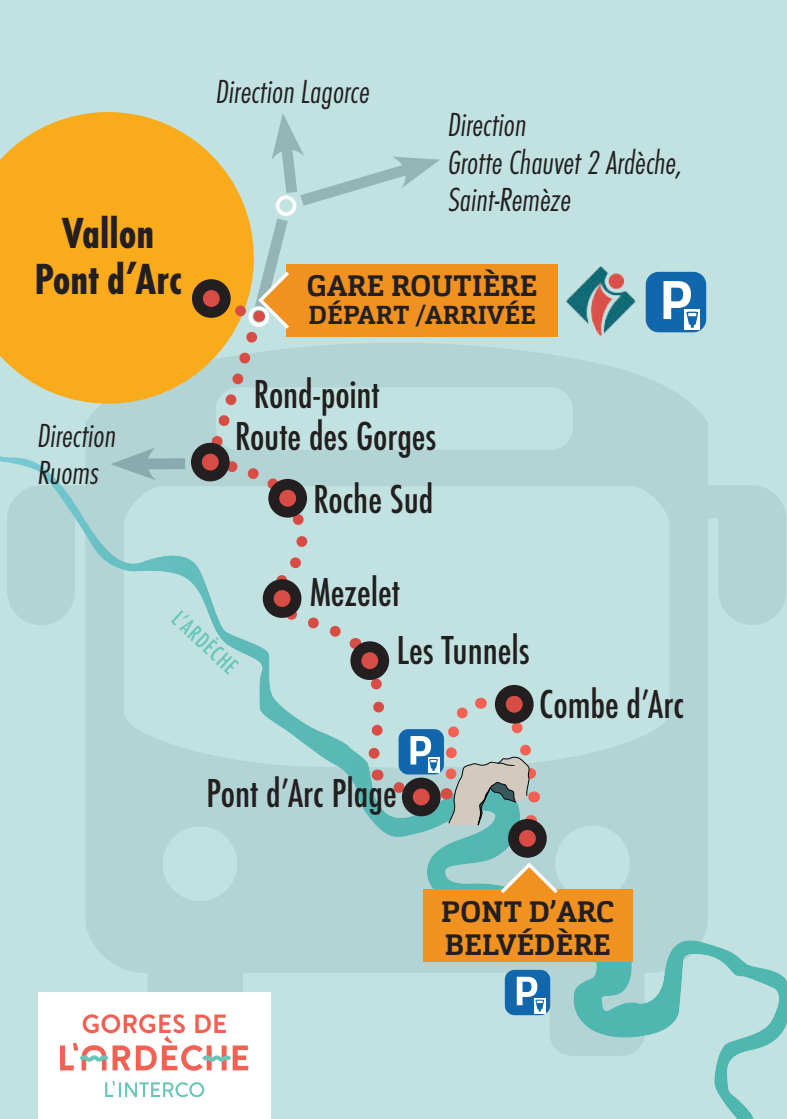 Direction Lagorce
Direction
Grotte Chauvet 2 Ardèche,
Saint-Remèze
Vallon
Pont d'Arc
GARE ROUTIÈRE
DÉPART /ARRIVÉE
P
Rond-point
Route des Gorges
Direction
Ruoms
Roche Sud
Mezelet
L'ARDÈCHE
Les Tunnels
Combe d'Arc
P
Pont d'Arc Plage
PONT D'ARC
BELVÉDÈRE
P
GORGES DE
L'ARDÈCHE
L'INTERCO